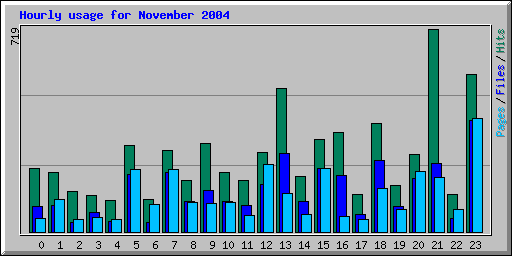 Hourly usage for November 2004
719
Pages / Files / Hits
0 1 2 3 4 5 6 7 8 9 10 11 12 13 14 15 16 17 18 19 20 21 22 23